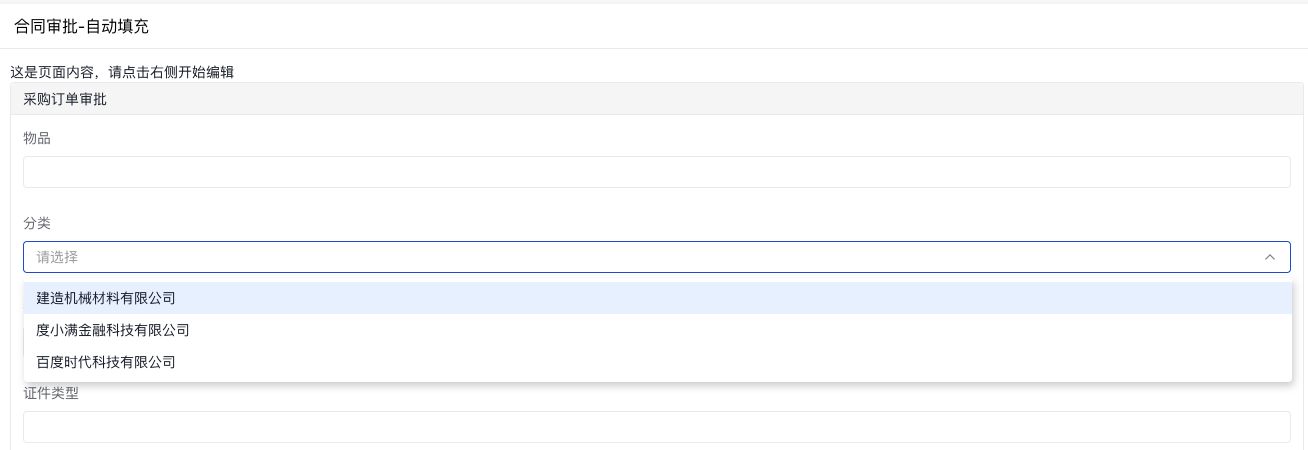 合同审批-自动填充
这是页面内容，请点击右侧开始编辑
采购订单审批
物品
分类
请选择
建造机械材料有限公司
度小满金融科技有限公司
百度时代科技有限公司
证件类型